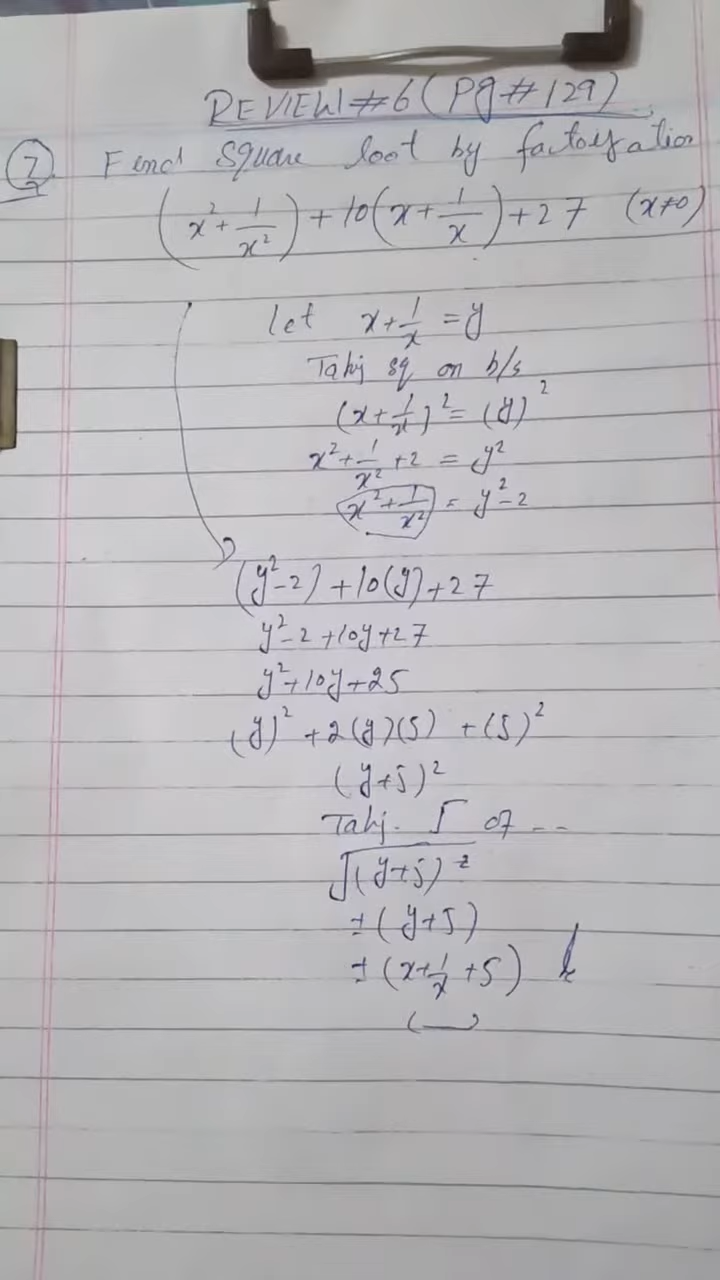 REVIEW#6 (Pg#129)
7 Find square root by factorization
(x²+1/x²)+10(x+1/x)+27 (x≠0)
let x+1/x=y
Takij sq on b/s
(x+1/x)²=(y)²
x²+1/x²+2=y²
x²+1/x²=y²-2
(y²-2)+10(y)+27
y²-2+10y+27
y²+10y+25
(y)²+2(y)(5)+(5)²
(y+5)²
Takij. √ of --
√(y+5)²
±(y+5)
±(x+1/x+5)